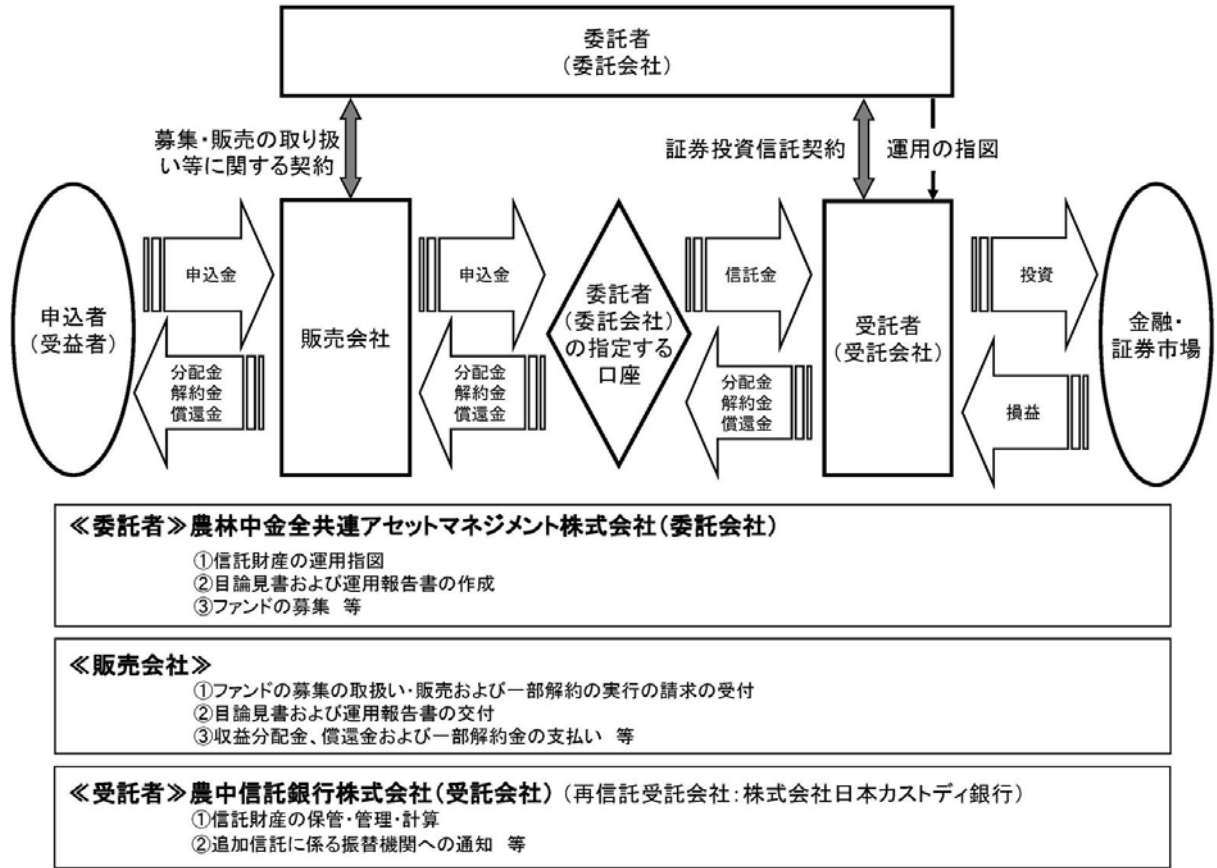 委託者
(委託会社)
募集・販売の取り扱
い等に関する契約
証券投資信託契約
運用の指図
申込者
(受益者)
申込金
分配金
解約金
償還金
販売会社
申込金
分配金
解約金
償還金
委託者
(委託会社)
の指定する
口座
信託金
分配金
解約金
償還金
受託者
(受託会社)
投資
損益
金融・
証券市場
≪委託者≫農林中金全共連アセットマネジメント株式会社(委託会社)
①信託財産の運用指図
②目論見書および運用報告書の作成
③ファンドの募集 等
≪販売会社≫
①ファンドの募集の取扱い・販売および一部解約の実行の請求の受付
②目論見書および運用報告書の交付
③収益分配金、償還金および一部解約金の支払い 等
≪受託者≫農中信託銀行株式会社(受託会社) (再信託受託会社:株式会社日本カストディ銀行)
①信託財産の保管・管理・計算
②追加信託に係る振替機関への通知 等